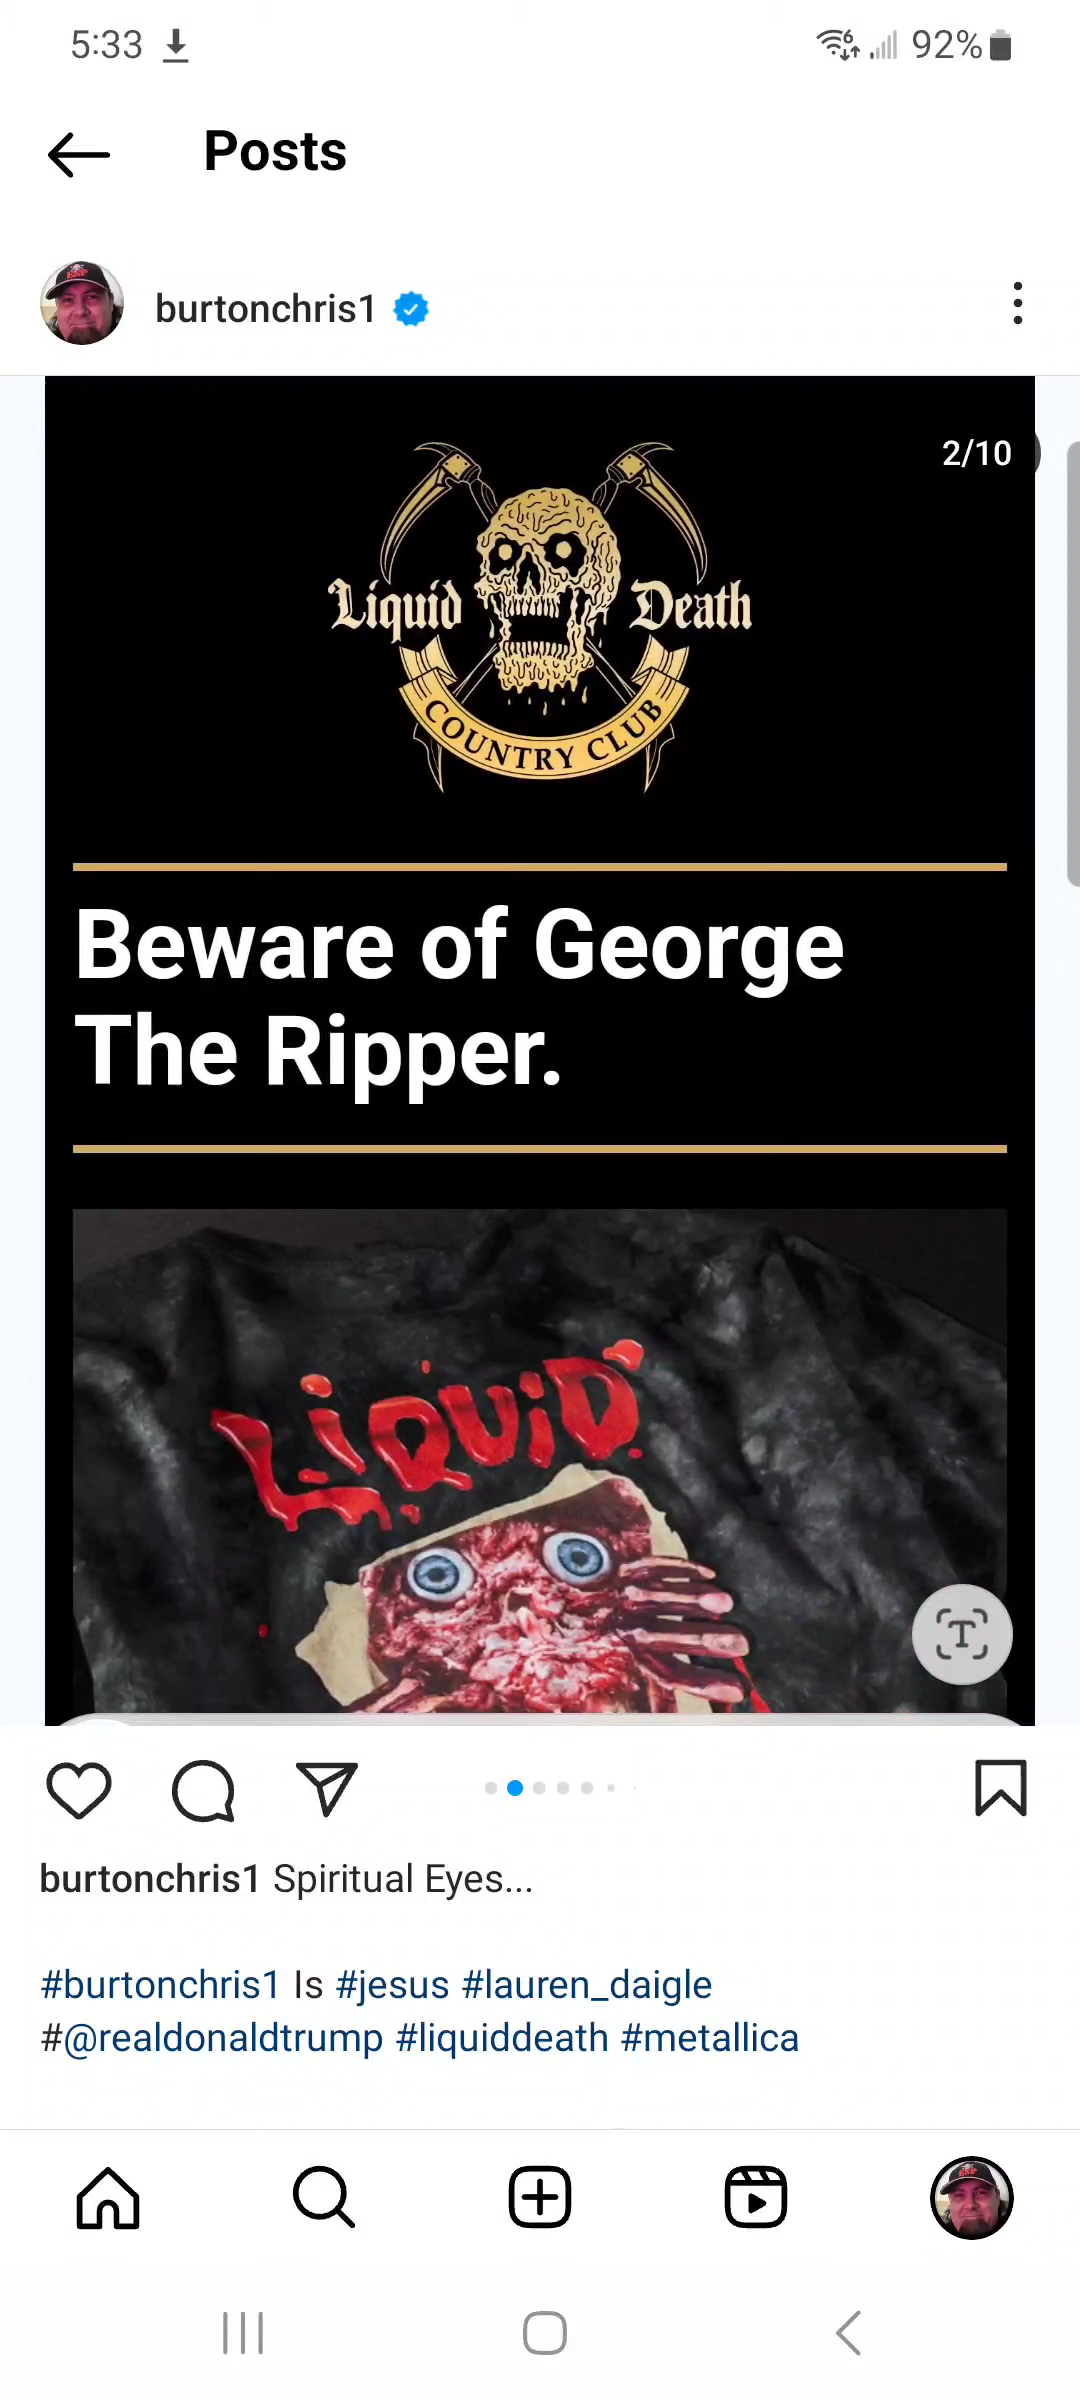 5:33 92%
Posts
burtonchris1
2/10
Liquid Death
COUNTRY CLUB
Beware of George
The Ripper.
LIQUID
burtonchris1 Spiritual Eyes...
#burtonchris1 Is #jesus #lauren_daigle
#@realdonaldtrump #liquiddeath #metallica